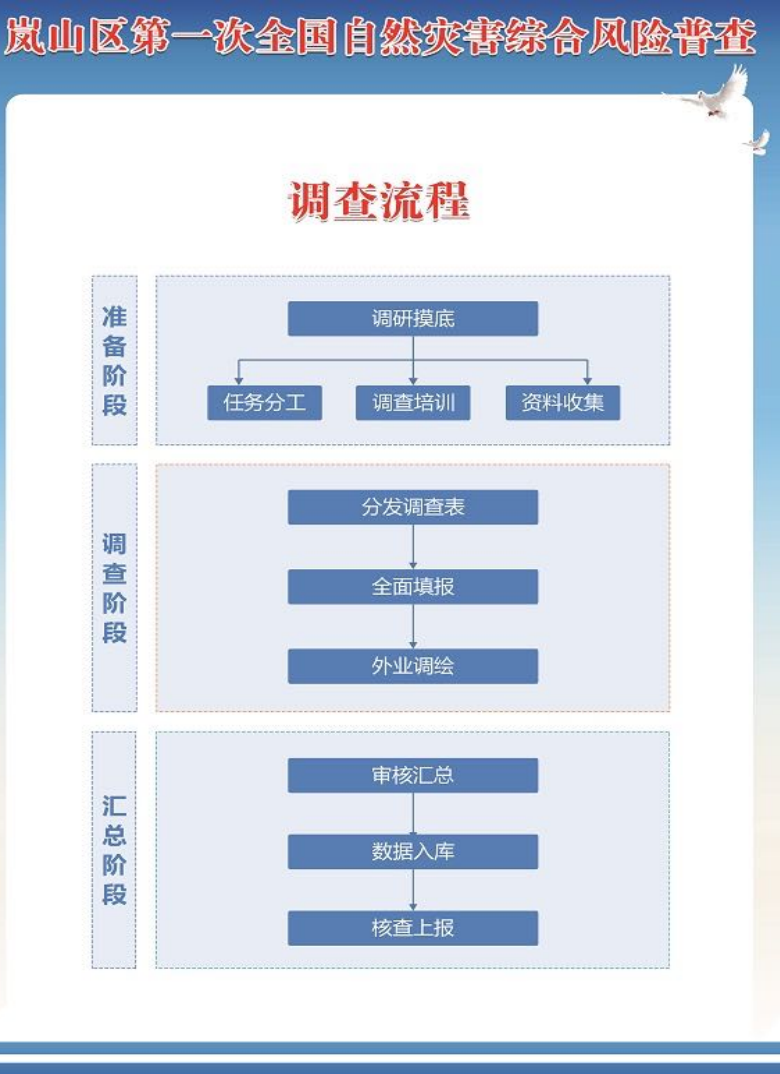 岚山区第一次全国自然灾害综合风险普查
调查流程
准备阶段
调研摸底
任务分工
调查培训
资料收集
调查阶段
分发调查表
全面填报
外业调绘
汇总阶段
审核汇总
数据入库
核查上报